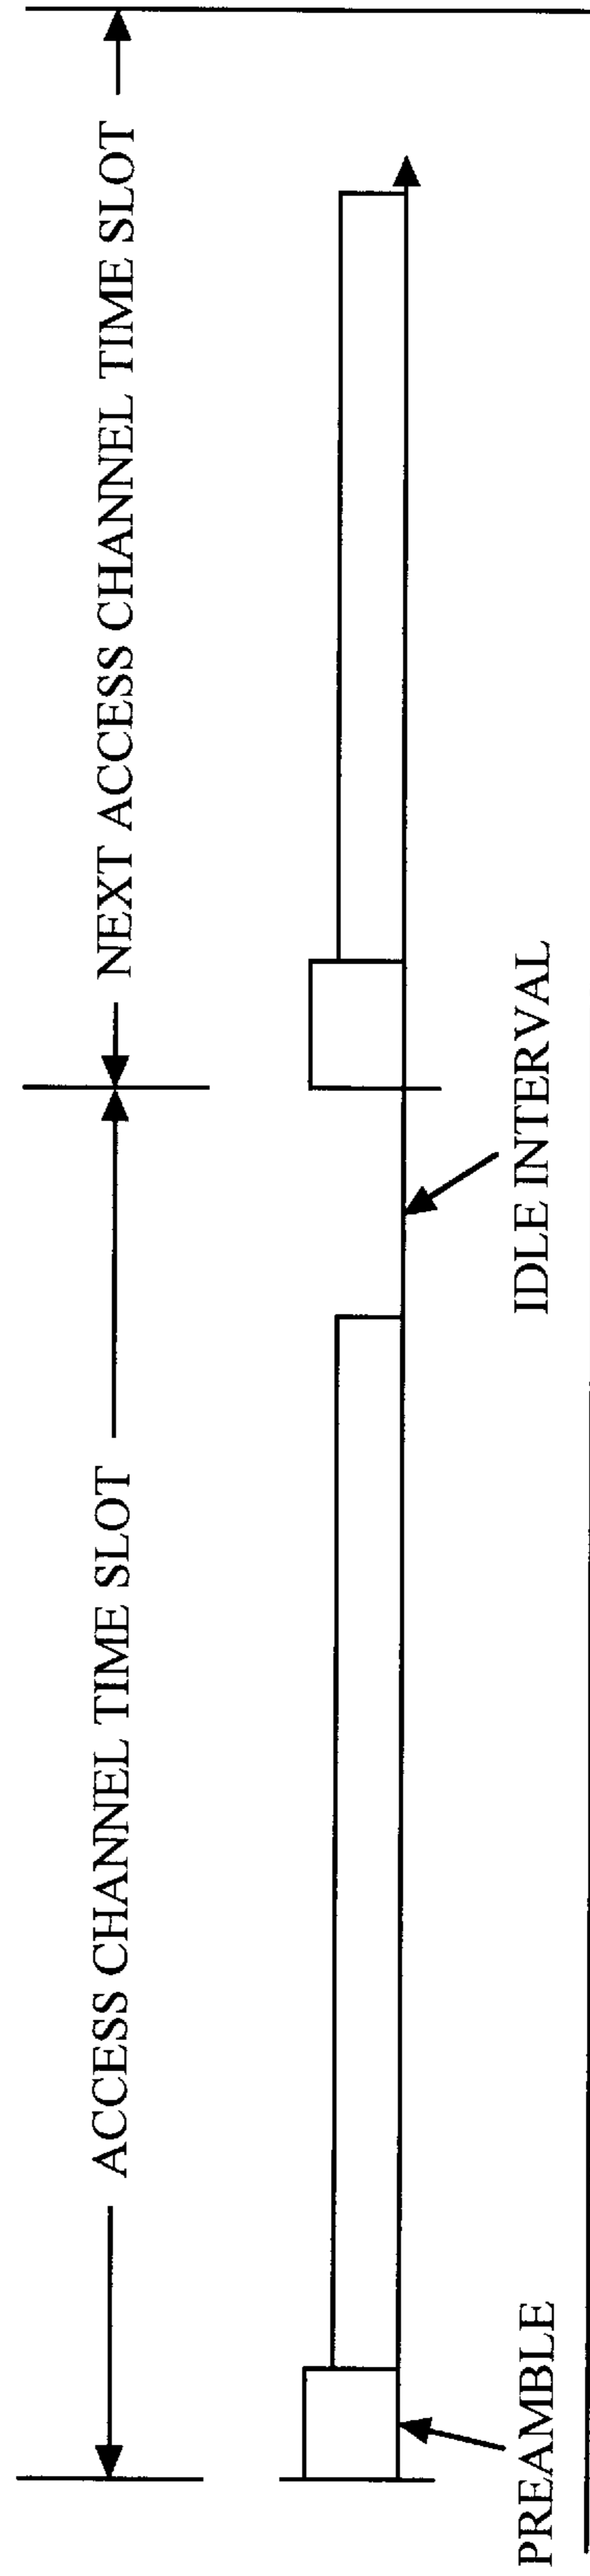 ACCESS CHANNEL TIME SLOT
NEXT ACCESS CHANNEL TIME SLOT
PREAMBLE
IDLE INTERVAL